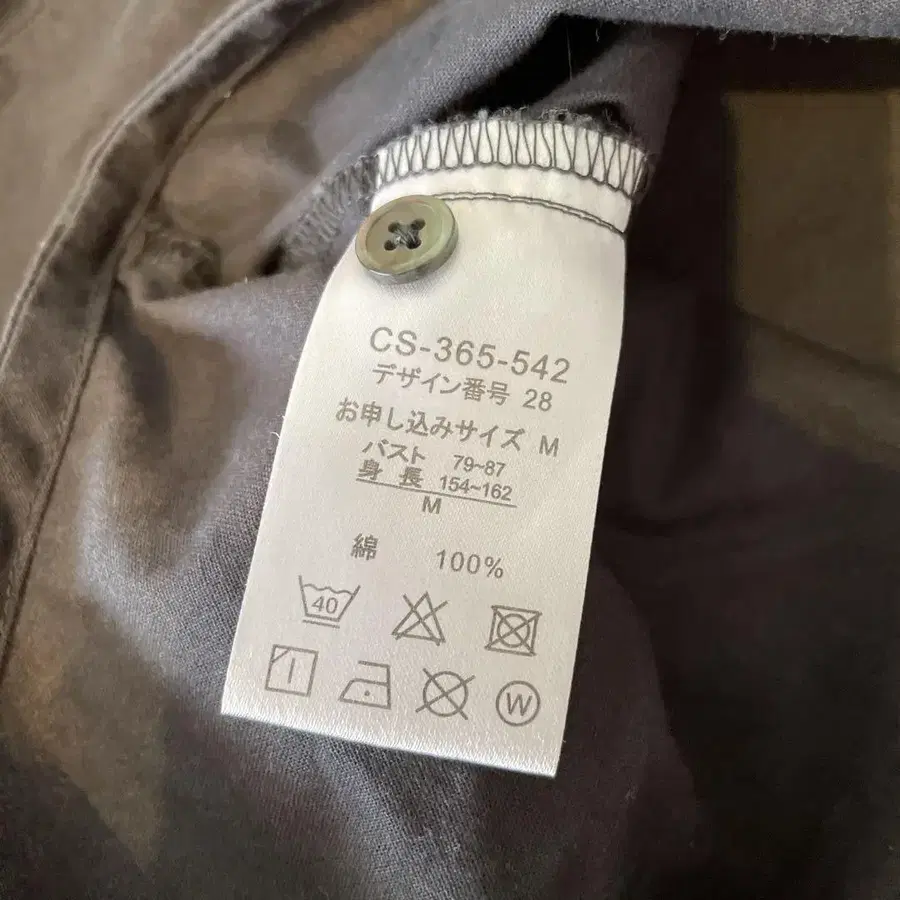 CS-365-542
デザイン番号 28
お申し込みサイズ M
バスト 79~87
身長 154~162
M
綿 100%
40
W